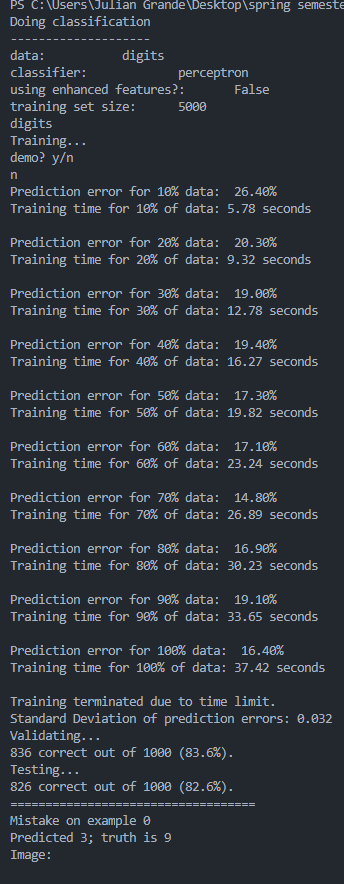 PS C:\Users\Julian Grande\Desktop\spring semeste
Doing classification
--------------------
data: digits
classifier: perceptron
using enhanced features?: False
training set size: 5000
digits
Training...
demo? y/n
n
Prediction error for 10% data: 26.40%
Training time for 10% of data: 5.78 seconds
Prediction error for 20% data: 20.30%
Training time for 20% of data: 9.32 seconds
Prediction error for 30% data: 19.00%
Training time for 30% of data: 12.78 seconds
Prediction error for 40% data: 19.40%
Training time for 40% of data: 16.27 seconds
Prediction error for 50% data: 17.30%
Training time for 50% of data: 19.82 seconds
Prediction error for 60% data: 17.10%
Training time for 60% of data: 23.24 seconds
Prediction error for 70% data: 14.80%
Training time for 70% of data: 26.89 seconds
Prediction error for 80% data: 16.90%
Training time for 80% of data: 30.23 seconds
Prediction error for 90% data: 19.10%
Training time for 90% of data: 33.65 seconds
Prediction error for 100% data: 16.40%
Training time for 100% of data: 37.42 seconds
Training terminated due to time limit.
Standard Deviation of prediction errors: 0.032
Validating...
836 correct out of 1000 (83.6%).
Testing...
826 correct out of 1000 (82.6%).
===================================
Mistake on example 0
Predicted 3; truth is 9
Image: